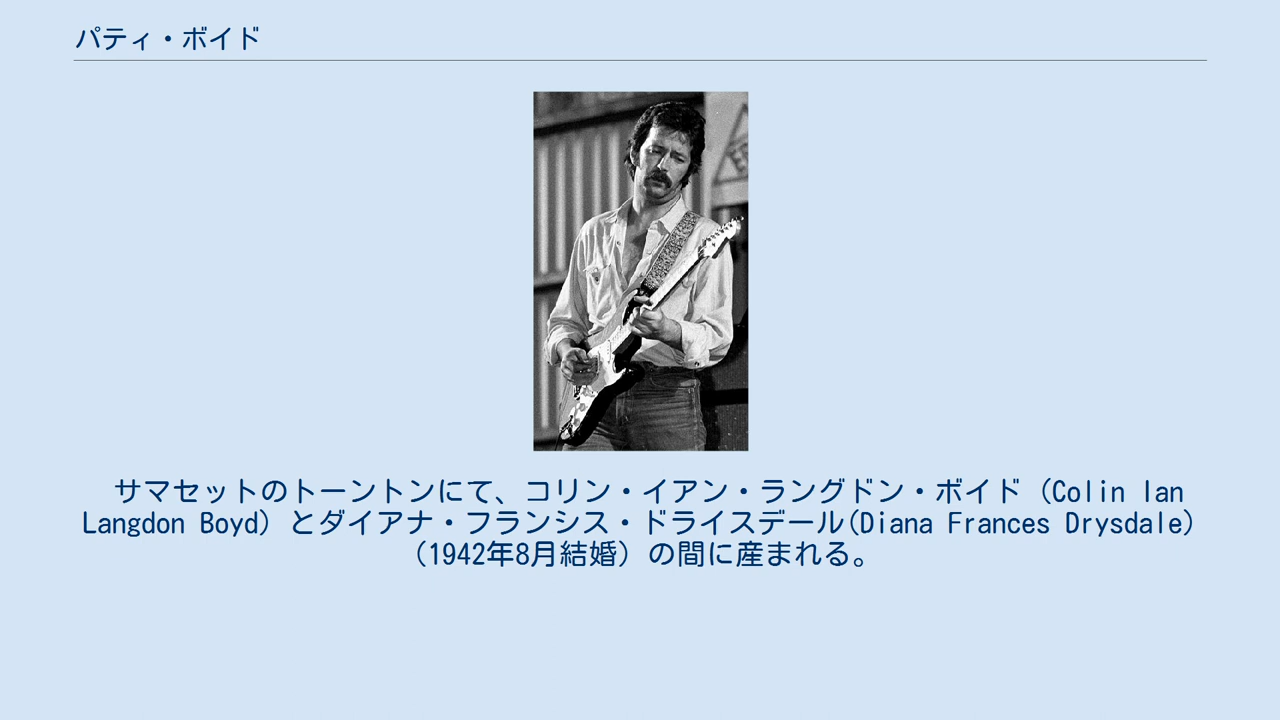 パティ・ボイド
サマセットのトーントンにて、コリン・イアン・ラングドン・ボイド（Colin Ian
Langdon Boyd）とダイアナ・フランシス・ドライスデール(Diana Frances Drysdale)
（1942年8月結婚）の間に産まれる。